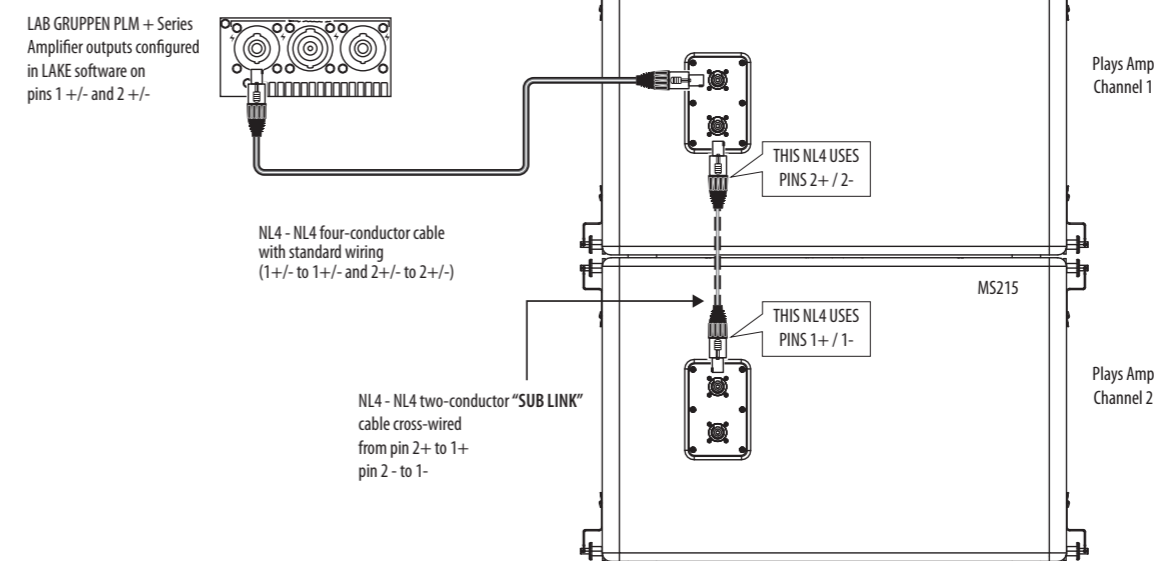 LAB GRUPPEN PLM + Series
Amplifier outputs configured
in LAKE software on
pins 1 +/- and 2 +/-
Plays Amp
Channel 1
THIS NL4 USES
PINS 2+ / 2-
NL4 - NL4 four-conductor cable
with standard wiring
(1+/- to 1+/- and 2+/- to 2+/-)
MS215
THIS NL4 USES
PINS 1+ / 1-
Plays Amp
Channel 2
NL4 - NL4 two-conductor “SUB LINK”
cable cross-wired
from pin 2+ to 1+
pin 2 - to 1-